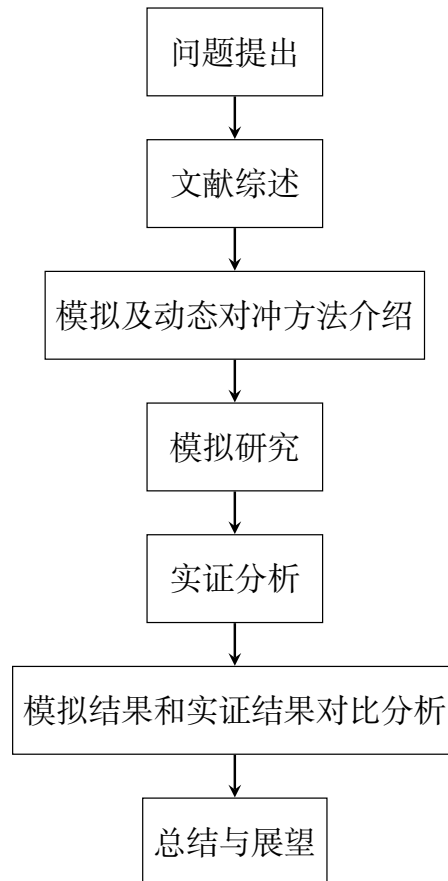 问题提出
文献综述
模拟及动态对冲方法介绍
模拟研究
实证分析
模拟结果和实证结果对比分析
总结与展望